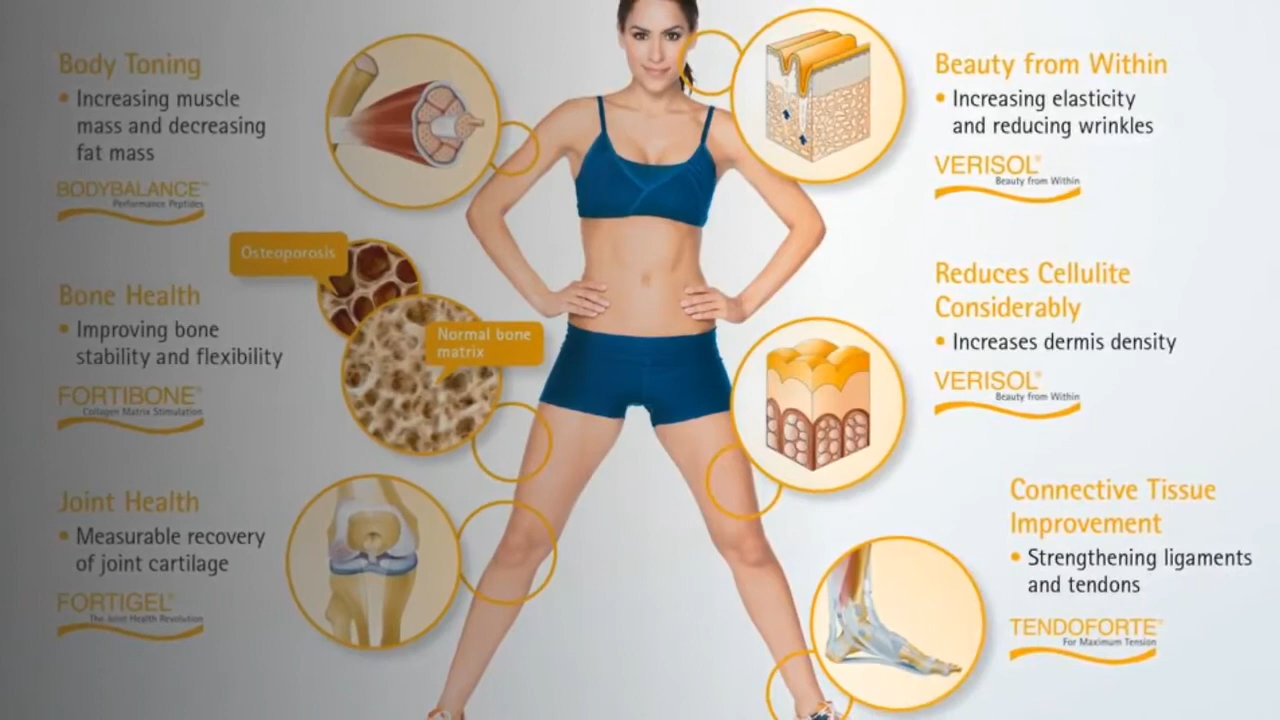 Body Toning
• Increasing muscle
mass and decreasing
fat mass
BODYBALANCE™
Performance Peptides
Osteoporosis
Normal bone
matrix
Bone Health
• Improving bone
stability and flexibility
FORTIBONE®
Collagen Matrix Stimulation
Joint Health
• Measurable recovery
of joint cartilage
FORTIGEL®
The Joint Health Revolution
Beauty from Within
• Increasing elasticity
and reducing wrinkles
VERISOL®
Beauty from Within
Reduces Cellulite
Considerably
• Increases dermis density
VERISOL®
Beauty from Within
Connective Tissue
Improvement
• Strengthening ligaments
and tendons
TENDOFORTE®
For Maximum Tension